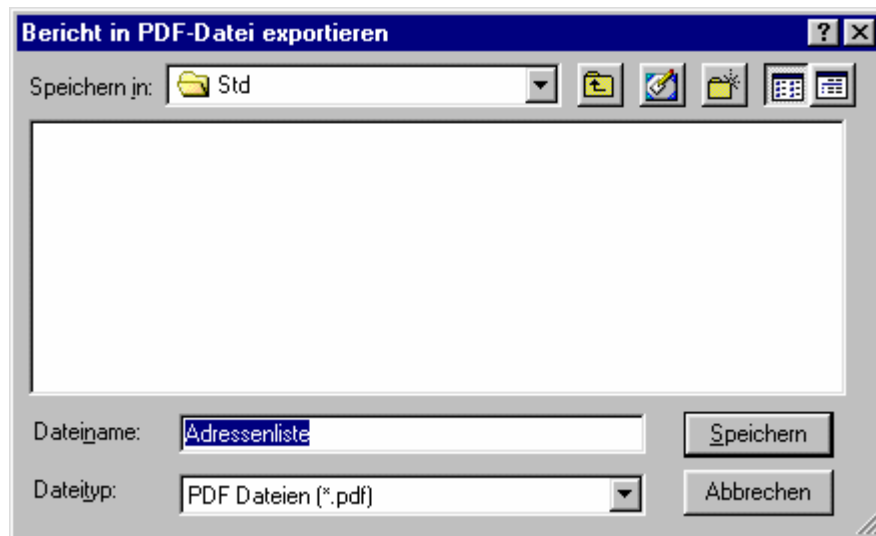 Bericht in PDF-Datei exportieren
Speichern in: Std
Dateiname: Adressenliste Speichern
Dateityp: PDF Dateien (*.pdf) Abbrechen